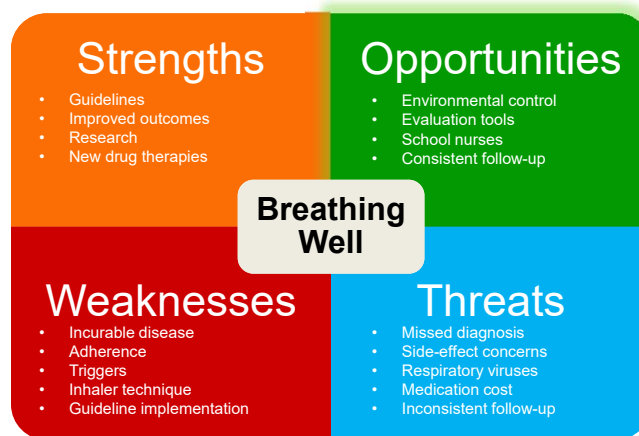 Strengths
• Guidelines
• Improved outcomes
• Research
• New drug therapies
Opportunities
• Environmental control
• Evaluation tools
• School nurses
• Consistent follow-up
Breathing
Well
Weaknesses
• Incurable disease
• Adherence
• Triggers
• Inhaler technique
• Guideline implementation
Threats
• Missed diagnosis
• Side-effect concerns
• Respiratory viruses
• Medication cost
• Inconsistent follow-up